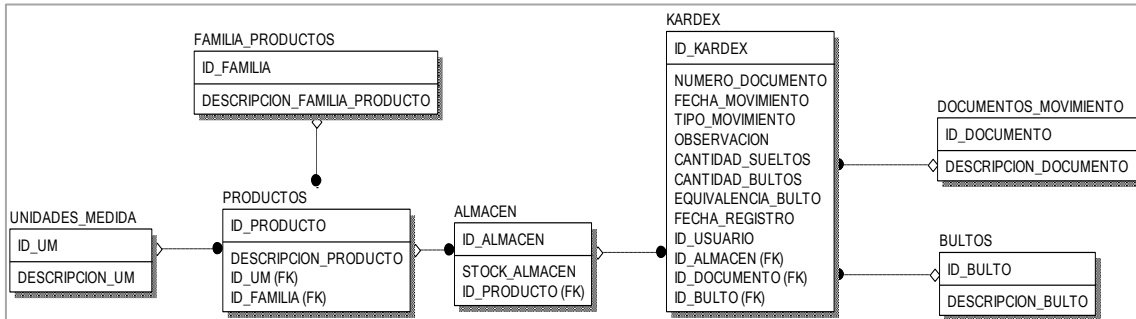 FAMILIA_PRODUCTOS
ID_FAMILIA
DESCRIPCION_FAMILIA_PRODUCTO
UNIDADES_MEDIDA
ID_UM
DESCRIPCION_UM
PRODUCTOS
ID_PRODUCTO
DESCRIPCION_PRODUCTO
ID_UM (FK)
ID_FAMILIA (FK)
ALMACEN
ID_ALMACEN
STOCK_ALMACEN
ID_PRODUCTO (FK)
KARDEX
ID_KARDEX
NUMERO_DOCUMENTO
FECHA_MOVIMIENTO
TIPO_MOVIMIENTO
OBSERVACION
CANTIDAD_SUELTOS
CANTIDAD_BULTOS
EQUIVALENCIA_BULTO
FECHA_REGISTRO
ID_USUARIO
ID_ALMACEN (FK)
ID_DOCUMENTO (FK)
ID_BULTO (FK)
DOCUMENTOS_MOVIMIENTO
ID_DOCUMENTO
DESCRIPCION_DOCUMENTO
BULTOS
ID_BULTO
DESCRIPCION_BULTO